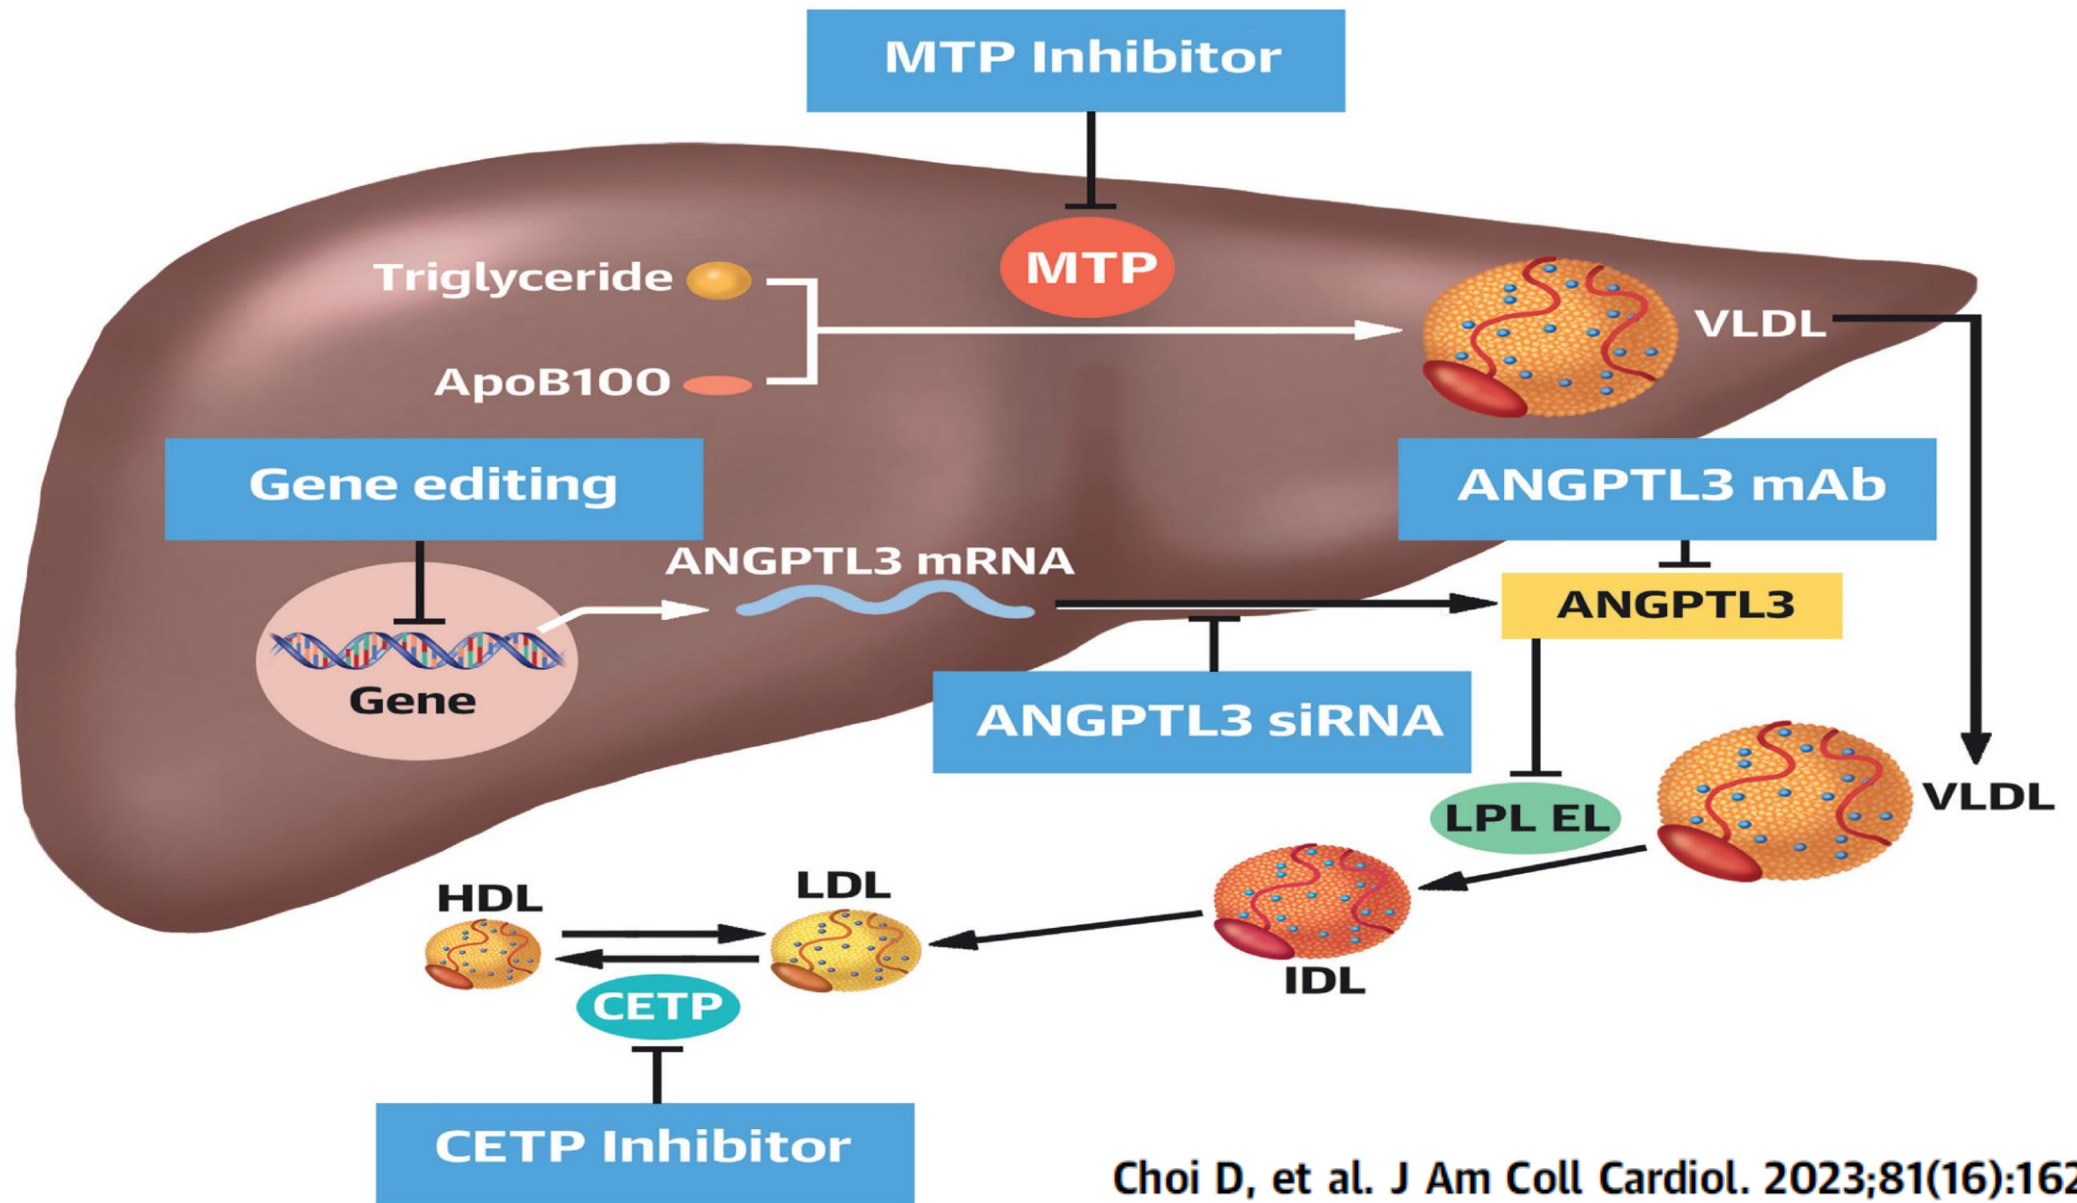 MTP Inhibitor
MTP
Triglyceride
VLDL
ApoB100
Gene editing
ANGPTL3 mAb
ANGPTL3 mRNA
ANGPTL3
Gene
ANGPTL3 siRNA
LPL EL
VLDL
HDL
LDL
IDL
CETP
CETP Inhibitor
Choi D, et al. J Am Coll Cardiol. 2023;81(16):162